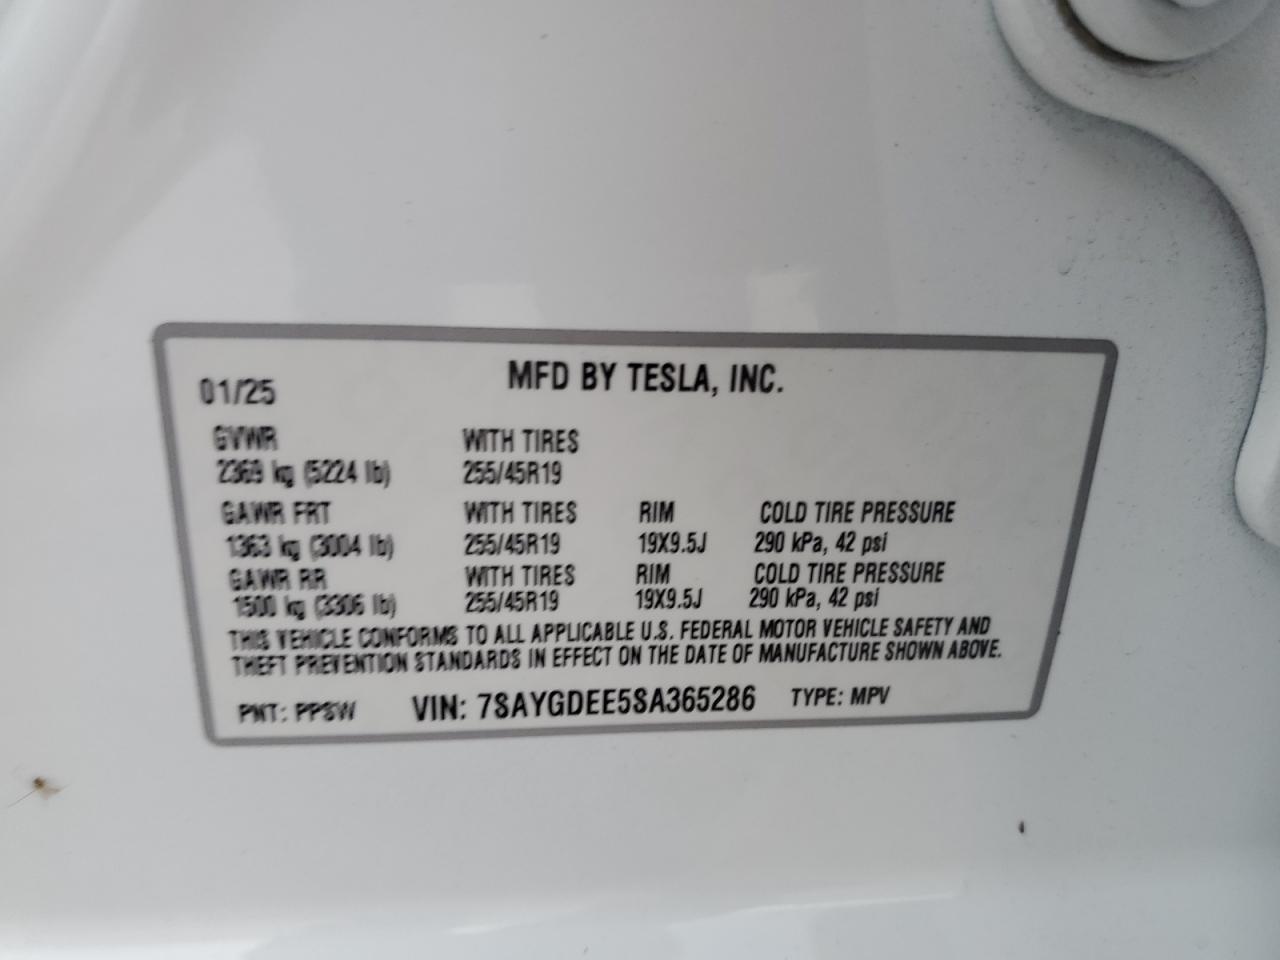 01/25 MFD BY TESLA, INC.
GVWR WITH TIRES
2369 kg (5224 lb) 255/45R19
GAWR FRT WITH TIRES RIM COLD TIRE PRESSURE
1363 kg (3004 lb) 255/45R19 19X9.5J 290 kPa, 42 psi
GAWR RR WITH TIRES RIM COLD TIRE PRESSURE
1500 kg (3306 lb) 255/45R19 19X9.5J 290 kPa, 42 psi
THIS VEHICLE CONFORMS TO ALL APPLICABLE U.S. FEDERAL MOTOR VEHICLE SAFETY AND
THEFT PREVENTION STANDARDS IN EFFECT ON THE DATE OF MANUFACTURE SHOWN ABOVE.
PNT: PPSW VIN: 7SAYGDEE5SA365286 TYPE: MPV